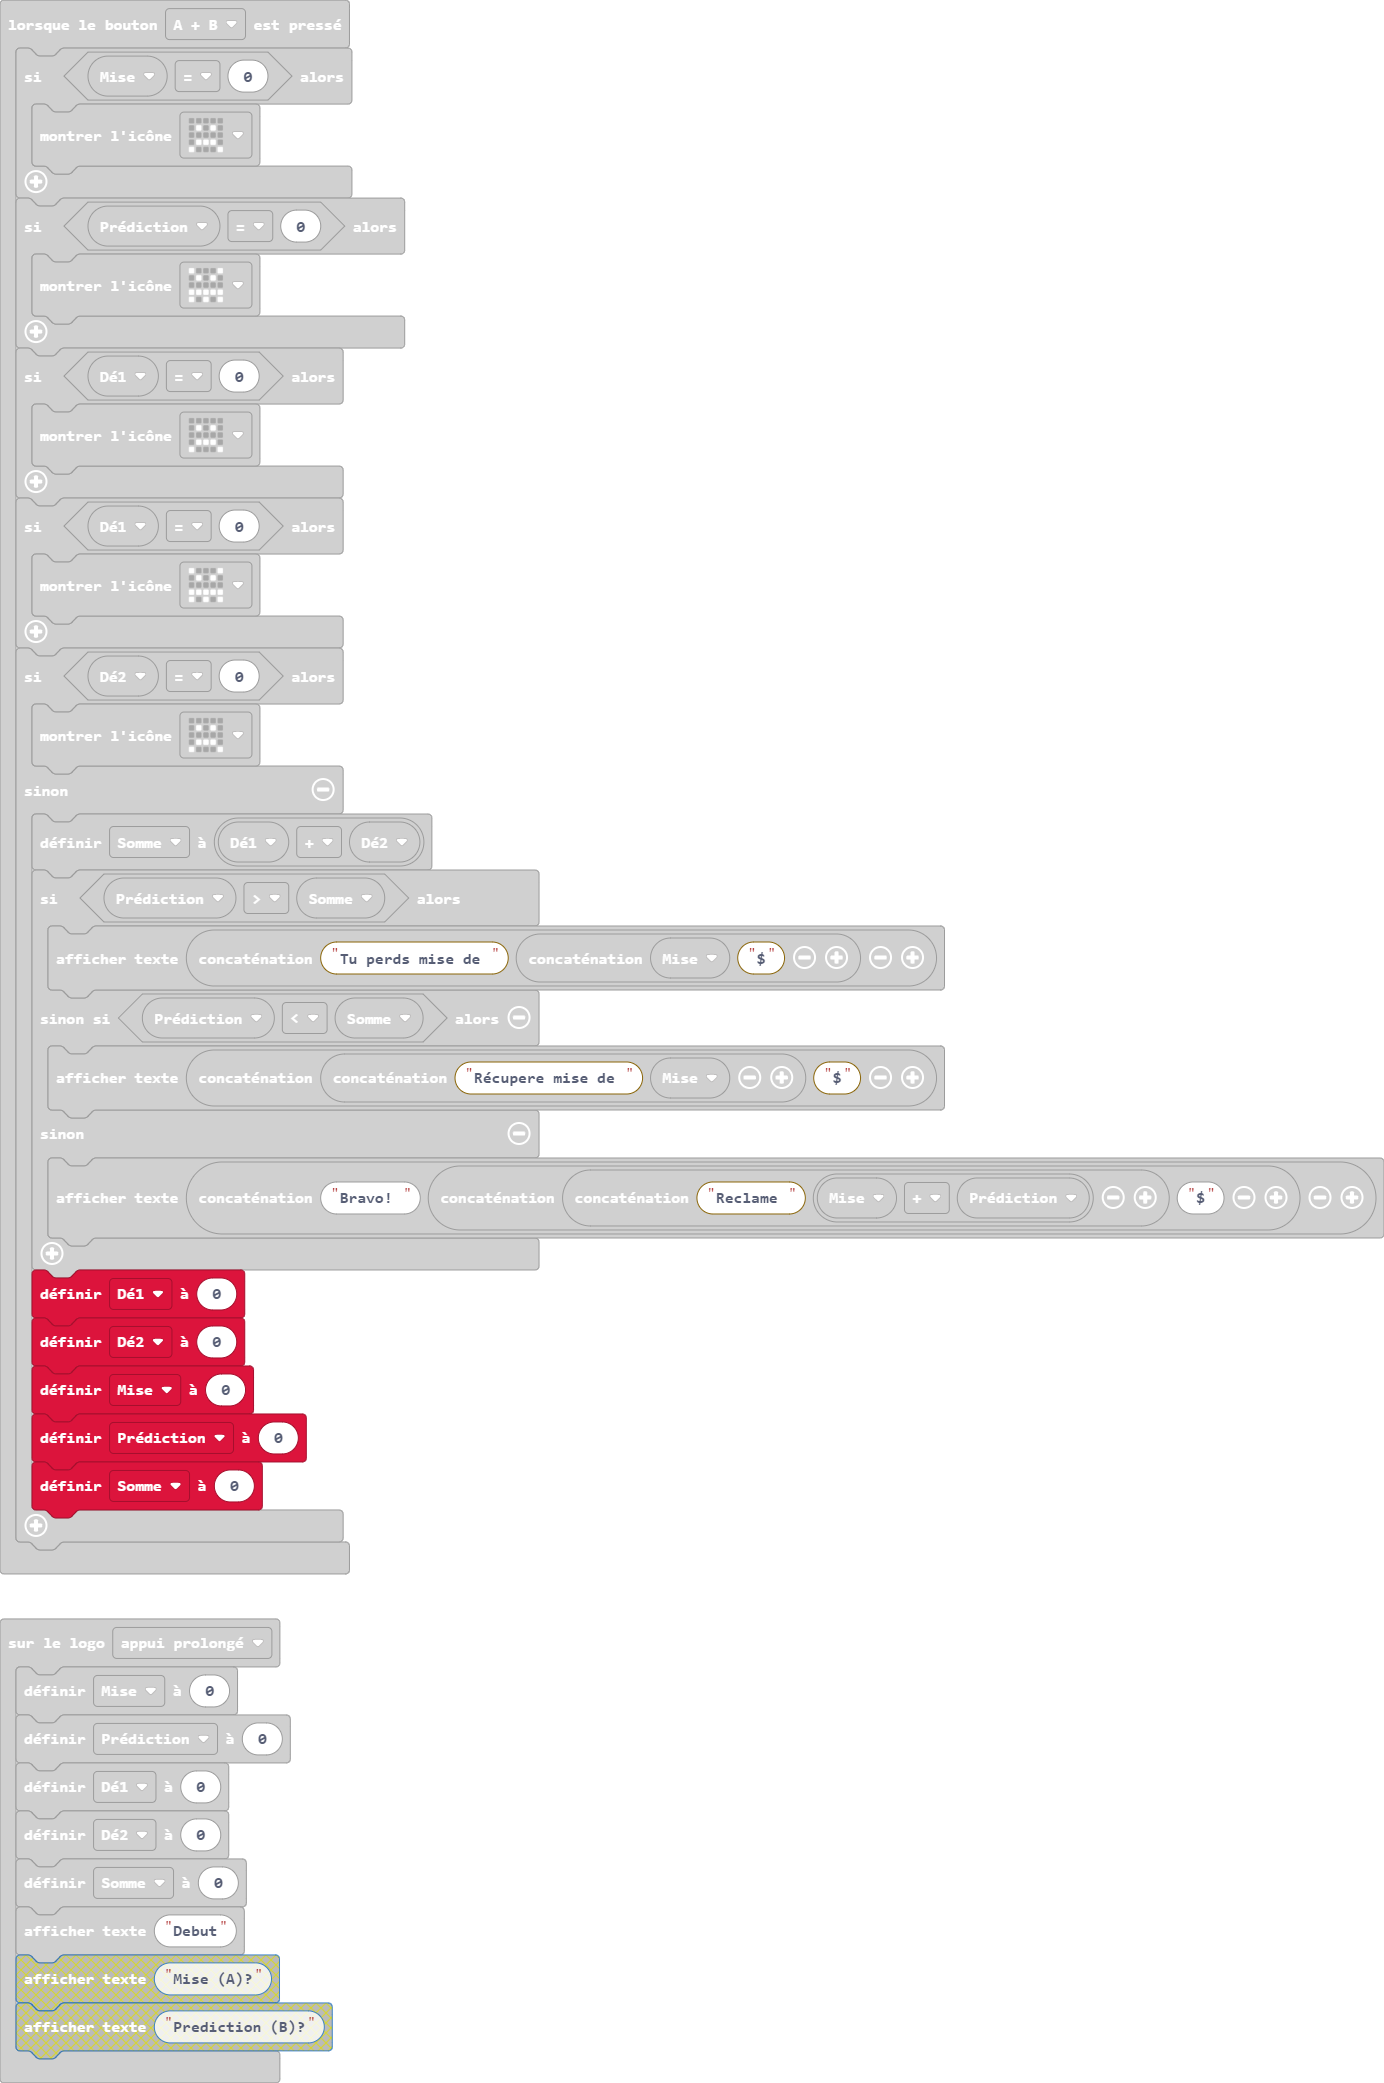 lorsque le bouton A + B est pressé
si Mise = 0 alors
montrer l'icône
si Prédiction = 0 alors
montrer l'icône
si Dé1 = 0 alors
montrer l'icône
si Dé1 = 0 alors
montrer l'icône
si Dé2 = 0 alors
montrer l'icône
sinon
définir Somme à Dé1 + Dé2
si Prédiction > Somme alors
afficher texte concaténation "Tu perds mise de " concaténation Mise "$"
sinon si Prédiction < Somme alors
afficher texte concaténation concaténation "Récupere mise de " Mise "$"
sinon
afficher texte concaténation "Bravo! " concaténation concaténation "Reclame " Mise + Prédiction "$"
définir Dé1 à 0
définir Dé2 à 0
définir Mise à 0
définir Prédiction à 0
définir Somme à 0
sur le logo appui prolongé
définir Mise à 0
définir Prédiction à 0
définir Dé1 à 0
définir Dé2 à 0
définir Somme à 0
afficher texte "Debut"
afficher texte "Mise (A)?"
afficher texte "Prediction (B)?"